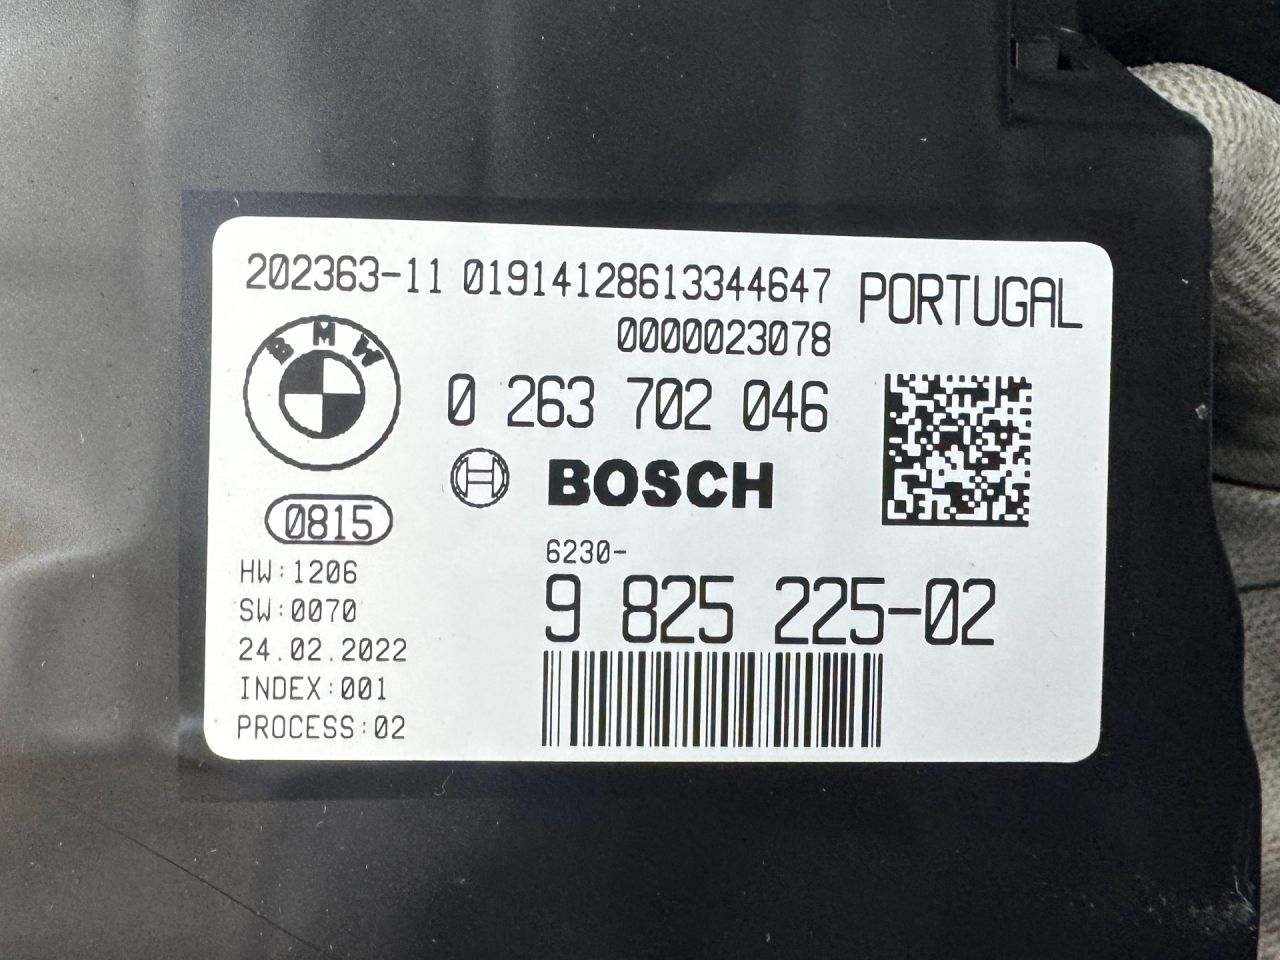 202363-11 01914128613344647 PORTUGAL
0000023078
BMW
0 263 702 046
BOSCH
0815
6230-
9 825 225-02
HW:1206
SW:0070
24.02.2022
INDEX:001
PROCESS:02